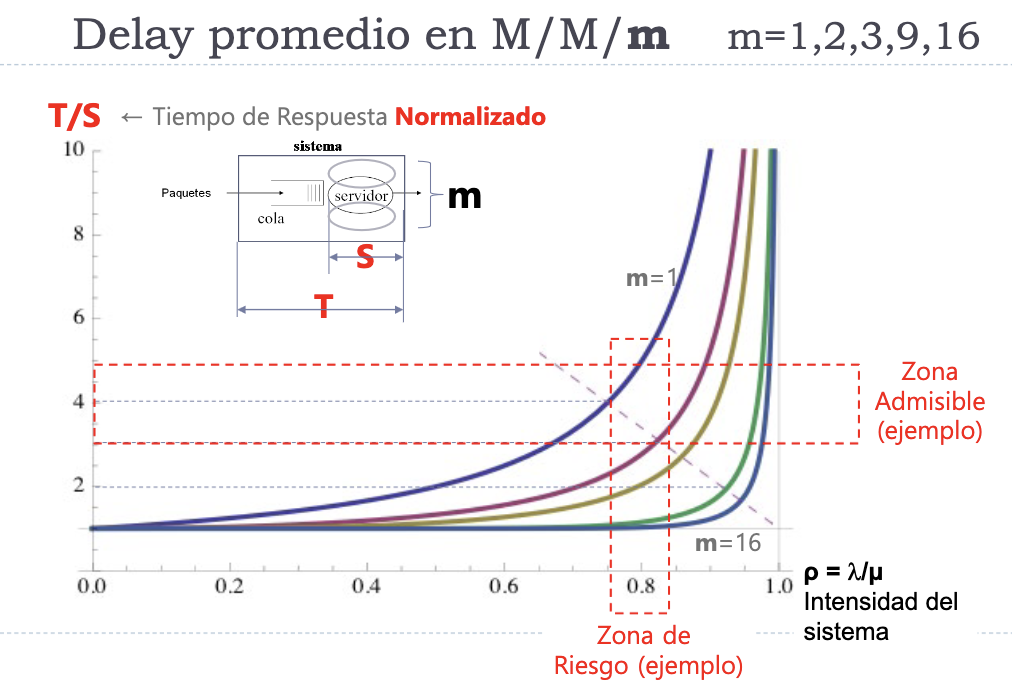 Delay promedio en M/M/m m=1,2,3,9,16
T/S ← Tiempo de Respuesta Normalizado
10
sistema
Paquetes
servidor
m
cola
8
S
T
m=1
6
Zona
Admisible
(ejemplo)
4
2
m=16
0.0 0.2 0.4 0.6 0.8 1.0
ρ = λ/μ
Intensidad del
sistema
Zona de
Riesgo (ejemplo)